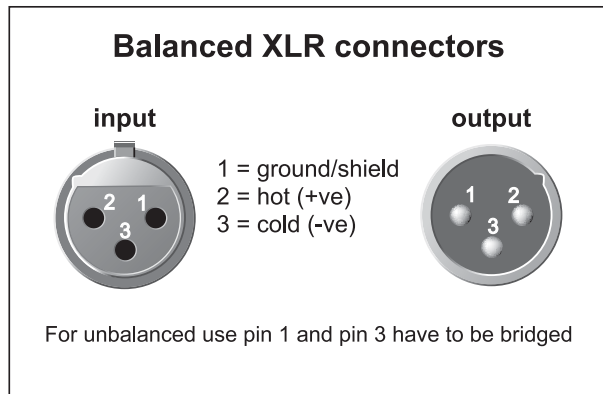 Balanced XLR connectors
input
output
1 = ground/shield
2 = hot (+ve)
3 = cold (-ve)
2 1
3
1 2
3
For unbalanced use pin 1 and pin 3 have to be bridged